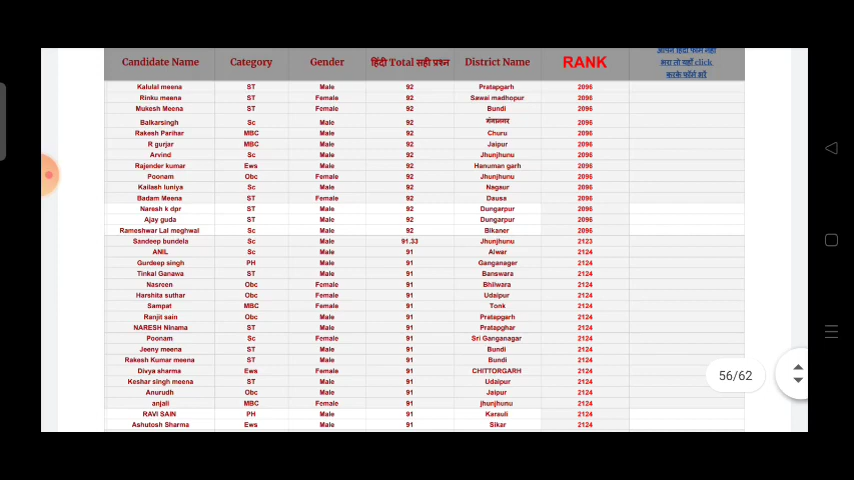 आपने हिंदी फॉर्म नहीं
Candidate Name Category Gender हिंदी Total सही प्रश्न District Name RANK भरा तो यहाँ click
करके फॉर्म भरे
Kalulal meena ST Male 92 Pratapgarh 2096
Rinku meena ST Female 92 Sawai madhopur 2096
Mukesh Meena ST Female 92 Bundi 2096
Balkarsingh Sc Male 92 गंगानगर 2096
Rakesh Parihar MBC Male 92 Churu 2096
R gurjar MBC Male 92 Jaipur 2096
Arvind Sc Male 92 Jhunjhunu 2096
Rajender kumar Ews Male 92 Hanuman garh 2096
Poonam Obc Female 92 Jhunjhunu 2096
Kailash luniya Sc Male 92 Nagaur 2096
Badam Meena ST Female 92 Dausa 2096
Naresh k dpr ST Male 92 Dungarpur 2096
Ajay guda ST Male 92 Dungarpur 2096
Rameshwar Lal meghwal Sc Male 92 Bikaner 2096
Sandeep bundela Sc Male 91.33 Jhunjhunu 2123
ANIL Sc Male 91 Alwar 2124
Gurdeep singh PH Male 91 Ganganager 2124
Tinkal Ganawa ST Male 91 Banswara 2124
Nasreen Obc Female 91 Bhilwara 2124
Harshita suthar Obc Female 91 Udaipur 2124
Sampat MBC Female 91 Tonk 2124
Ranjit sain Obc Male 91 Pratapgarh 2124
NARESH Ninama ST Male 91 Pratapghar 2124
Poonam Sc Female 91 Sri Ganganagar 2124
Jeeny meena ST Male 91 Bundi 2124
Rakesh Kumar meena ST Male 91 Bundi 2124
Divya sharma Ews Female 91 CHITTORGARH 2124
Keshar singh meena ST Male 91 Udaipur 2124
Anurudh Obc Male 91 Jaipur 2124
anjali MBC Female 91 jhunjhunu 2124
RAVI SAIN PH Male 91 Karauli 2124
Ashutosh Sharma Ews Male 91 Sikar 2124
56/62